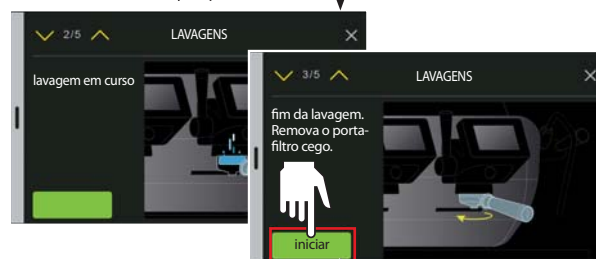 2/5
LAVAGENS
lavagem em curso
3/5
LAVAGENS
fim da lavagem.
Remova o porta-
filtro cego.
iniciar